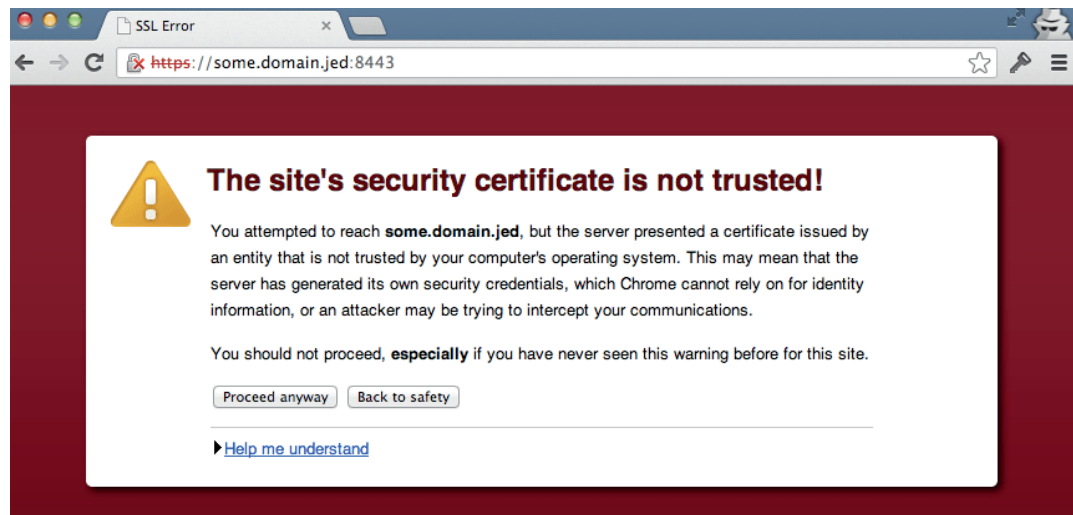 SSL Error
https://some.domain.jed:8443
The site's security certificate is not trusted!
You attempted to reach some.domain.jed, but the server presented a certificate issued by
an entity that is not trusted by your computer's operating system. This may mean that the
server has generated its own security credentials, which Chrome cannot rely on for identity
information, or an attacker may be trying to intercept your communications.
You should not proceed, especially if you have never seen this warning before for this site.
Proceed anyway Back to safety
Help me understand